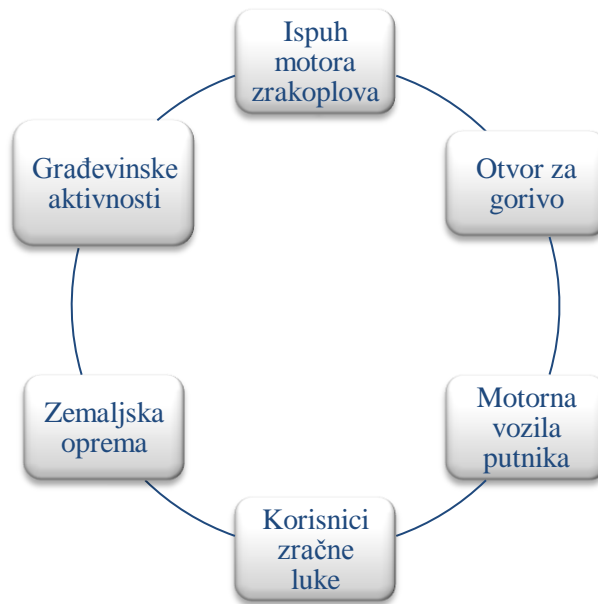 Ispuh
motora
zrakoplova
Otvor za
gorivo
Motorna
vozila
putnika
Korisnici
zračne
luke
Zemaljska
oprema
Građevinske
aktivnosti